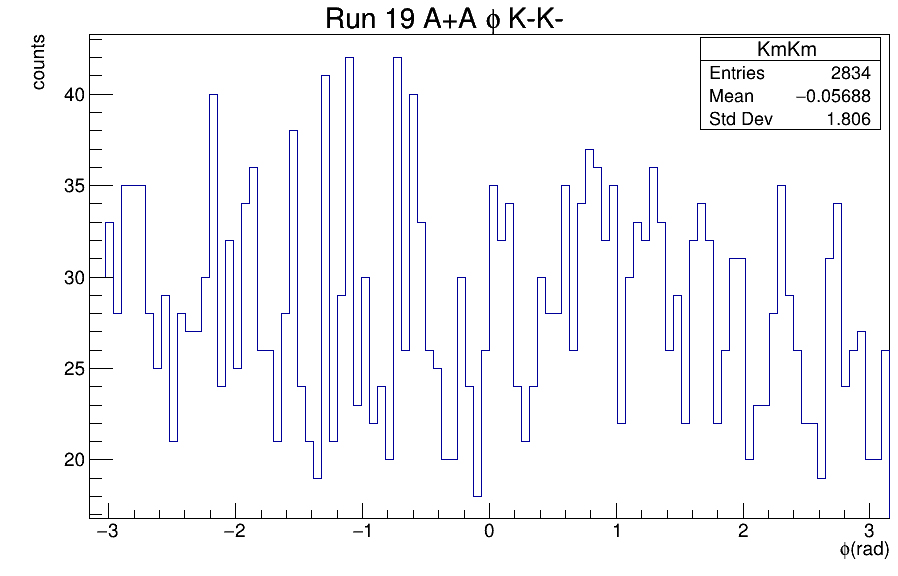 Run 19 A+A ϕ K-K-
counts
KmKm
Entries 2834
Mean −0.05688
Std Dev 1.806
40
35
30
25
20
−3 −2 −1 0 1 2 3
ϕ(rad)